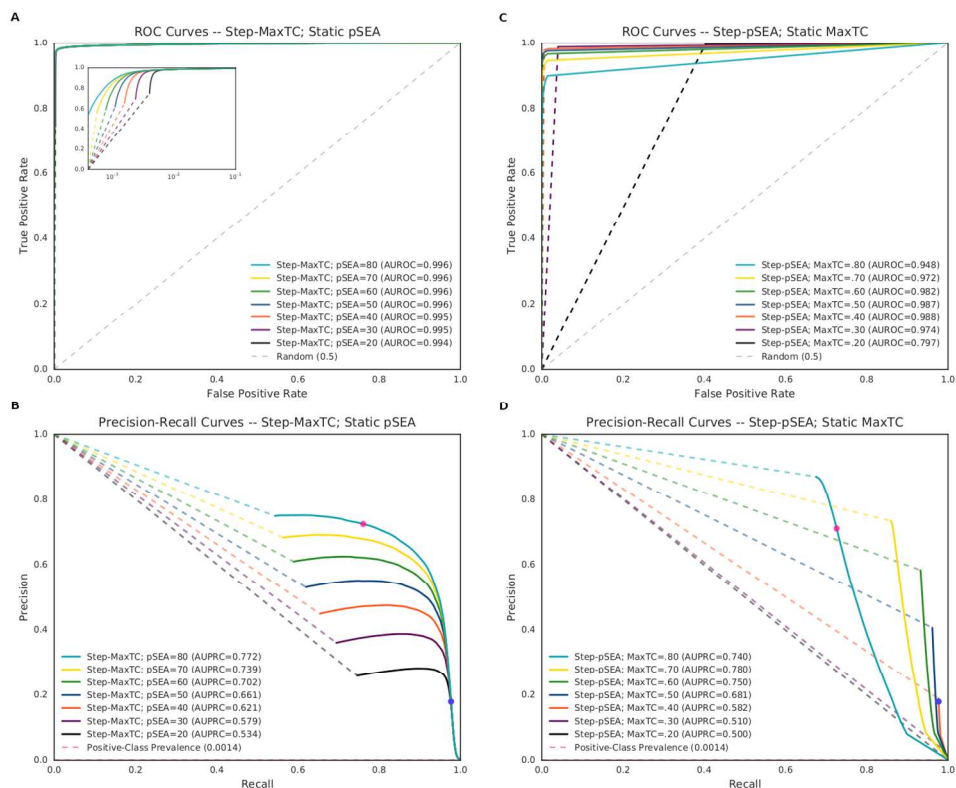 A
ROC Curves -- Step-MaxTC; Static pSEA
1.0
0.8
0.6
0.4
0.2
0.0
True Positive Rate
1.0
0.8
0.6
0.4
0.2
0.0
10⁻³
10⁻²
10⁻¹
Step-MaxTC; pSEA=80 (AUROC=0.996)
Step-MaxTC; pSEA=70 (AUROC=0.996)
Step-MaxTC; pSEA=60 (AUROC=0.996)
Step-MaxTC; pSEA=50 (AUROC=0.996)
Step-MaxTC; pSEA=40 (AUROC=0.995)
Step-MaxTC; pSEA=30 (AUROC=0.995)
Step-MaxTC; pSEA=20 (AUROC=0.994)
Random (0.5)
0.0 0.2 0.4 0.6 0.8 1.0
False Positive Rate
C
ROC Curves -- Step-pSEA; Static MaxTC
1.0
0.8
0.6
0.4
0.2
0.0
True Positive Rate
Step-pSEA; MaxTC=.80 (AUROC=0.948)
Step-pSEA; MaxTC=.70 (AUROC=0.972)
Step-pSEA; MaxTC=.60 (AUROC=0.982)
Step-pSEA; MaxTC=.50 (AUROC=0.987)
Step-pSEA; MaxTC=.40 (AUROC=0.988)
Step-pSEA; MaxTC=.30 (AUROC=0.974)
Step-pSEA; MaxTC=.20 (AUROC=0.797)
Random (0.5)
0.0 0.2 0.4 0.6 0.8 1.0
False Positive Rate
B
Precision-Recall Curves -- Step-MaxTC; Static pSEA
1.0
0.8
0.6
0.4
0.2
0.0
Precision
Step-MaxTC; pSEA=80 (AUPRC=0.772)
Step-MaxTC; pSEA=70 (AUPRC=0.739)
Step-MaxTC; pSEA=60 (AUPRC=0.702)
Step-MaxTC; pSEA=50 (AUPRC=0.661)
Step-MaxTC; pSEA=40 (AUPRC=0.621)
Step-MaxTC; pSEA=30 (AUPRC=0.579)
Step-MaxTC; pSEA=20 (AUPRC=0.534)
Positive-Class Prevalence (0.0014)
0.0 0.2 0.4 0.6 0.8 1.0
Recall
D
Precision-Recall Curves -- Step-pSEA; Static MaxTC
1.0
0.8
0.6
0.4
0.2
0.0
Precision
Step-pSEA; MaxTC=.80 (AUPRC=0.740)
Step-pSEA; MaxTC=.70 (AUPRC=0.780)
Step-pSEA; MaxTC=.60 (AUPRC=0.750)
Step-pSEA; MaxTC=.50 (AUPRC=0.681)
Step-pSEA; MaxTC=.40 (AUPRC=0.582)
Step-pSEA; MaxTC=.30 (AUPRC=0.510)
Step-pSEA; MaxTC=.20 (AUPRC=0.500)
Positive-Class Prevalence (0.0014)
0.0 0.2 0.4 0.6 0.8 1.0
Recall